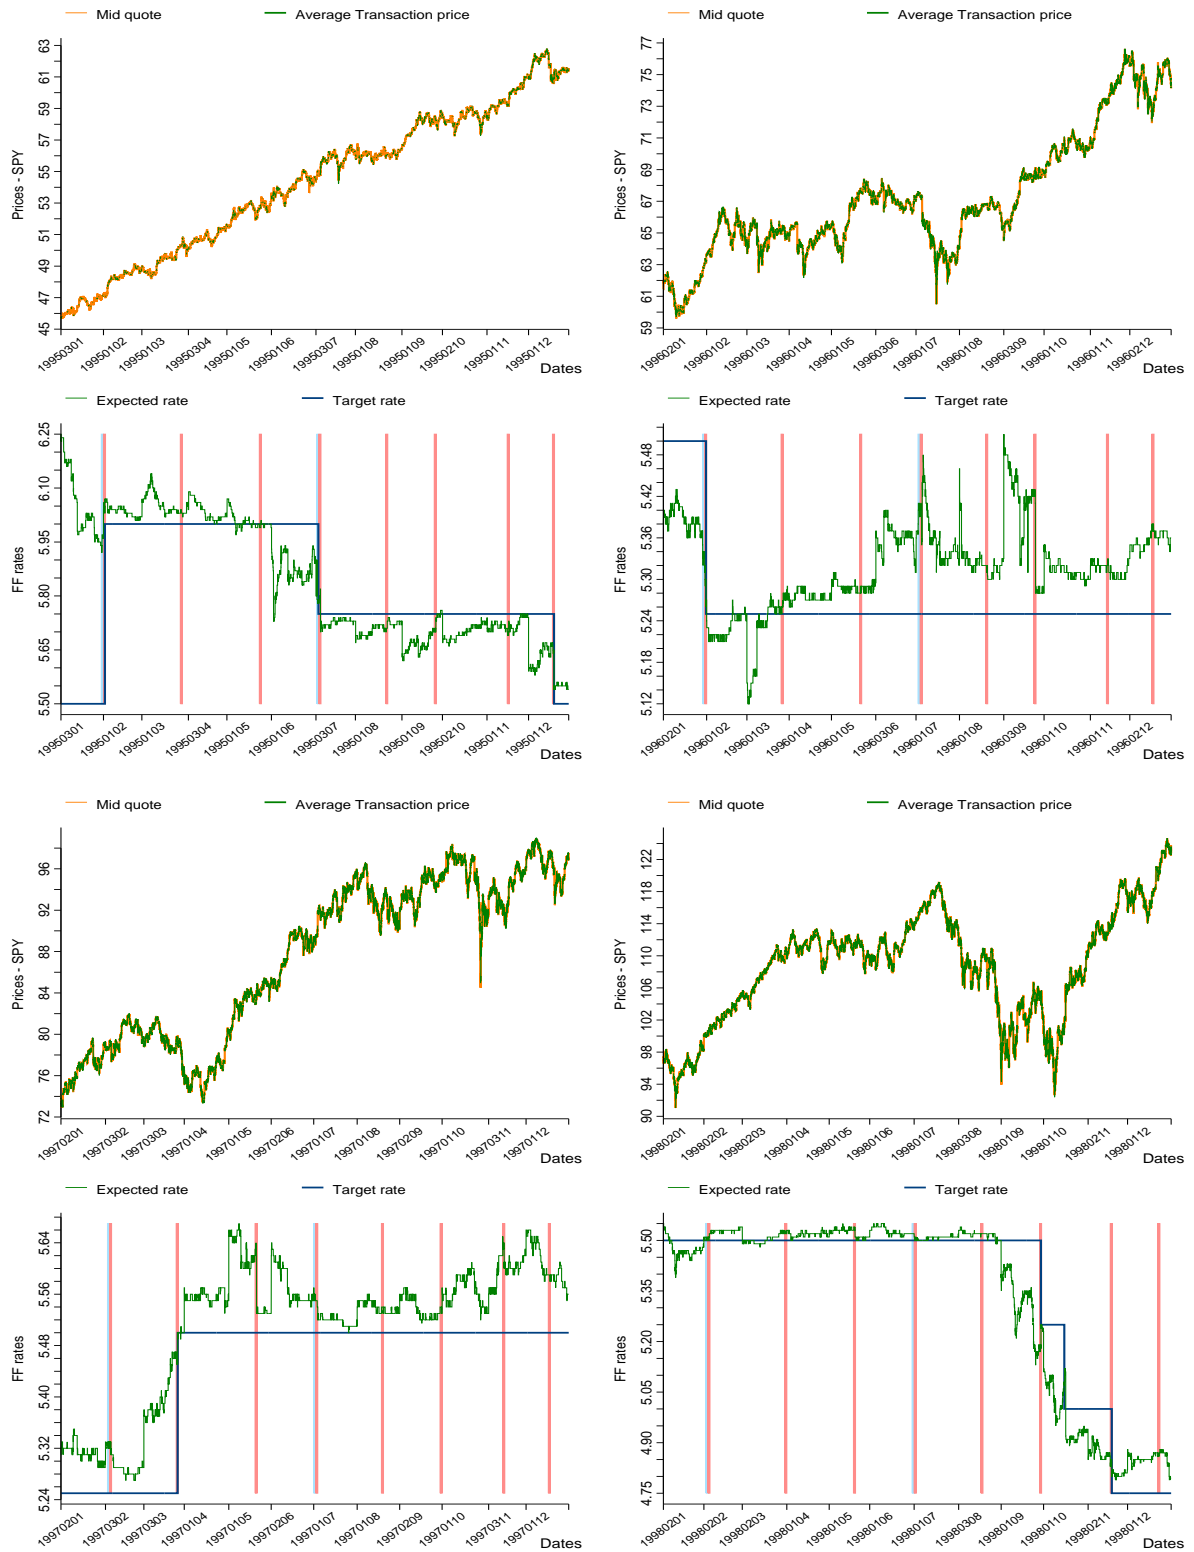 Mid quote Average Transaction price
Prices - SPY
63
61
59
57
55
53
51
49
47
45
19950301 19950102 19950103 19950304 19950105 19950106 19950307 19950108 19950109 19950210 19950111 19950112
Dates
Mid quote Average Transaction price
Prices - SPY
77
75
73
71
69
67
65
63
61
59
19960201 19960102 19960103 19960104 19960105 19960306 19960107 19960108 19960309 19960110 19960111 19960212
Dates
Expected rate Target rate
FF rates
6.25
6.10
5.95
5.80
5.65
5.50
19950301 19950102 19950103 19950304 19950105 19950106 19950307 19950108 19950109 19950210 19950111 19950112
Dates
Expected rate Target rate
FF rates
5.48
5.42
5.36
5.30
5.24
5.18
5.12
19960201 19960102 19960103 19960104 19960105 19960306 19960107 19960108 19960309 19960110 19960111 19960212
Dates
Mid quote Average Transaction price
Prices - SPY
96
92
88
84
80
76
72
19970201 19970302 19970303 19970104 19970105 19970206 19970107 19970108 19970209 19970110 19970311 19970112
Dates
Mid quote Average Transaction price
Prices - SPY
122
118
114
110
106
102
98
94
90
19980201 19980202 19980203 19980104 19980105 19980106 19980107 19980308 19980109 19980110 19980211 19980112
Dates
Expected rate Target rate
FF rates
5.64
5.56
5.48
5.40
5.32
5.24
19970201 19970302 19970303 19970104 19970105 19970206 19970107 19970108 19970209 19970110 19970311 19970112
Dates
Expected rate Target rate
FF rates
5.50
5.35
5.20
5.05
4.90
4.75
19980201 19980202 19980203 19980104 19980105 19980106 19980107 19980308 19980109 19980110 19980211 19980112
Dates